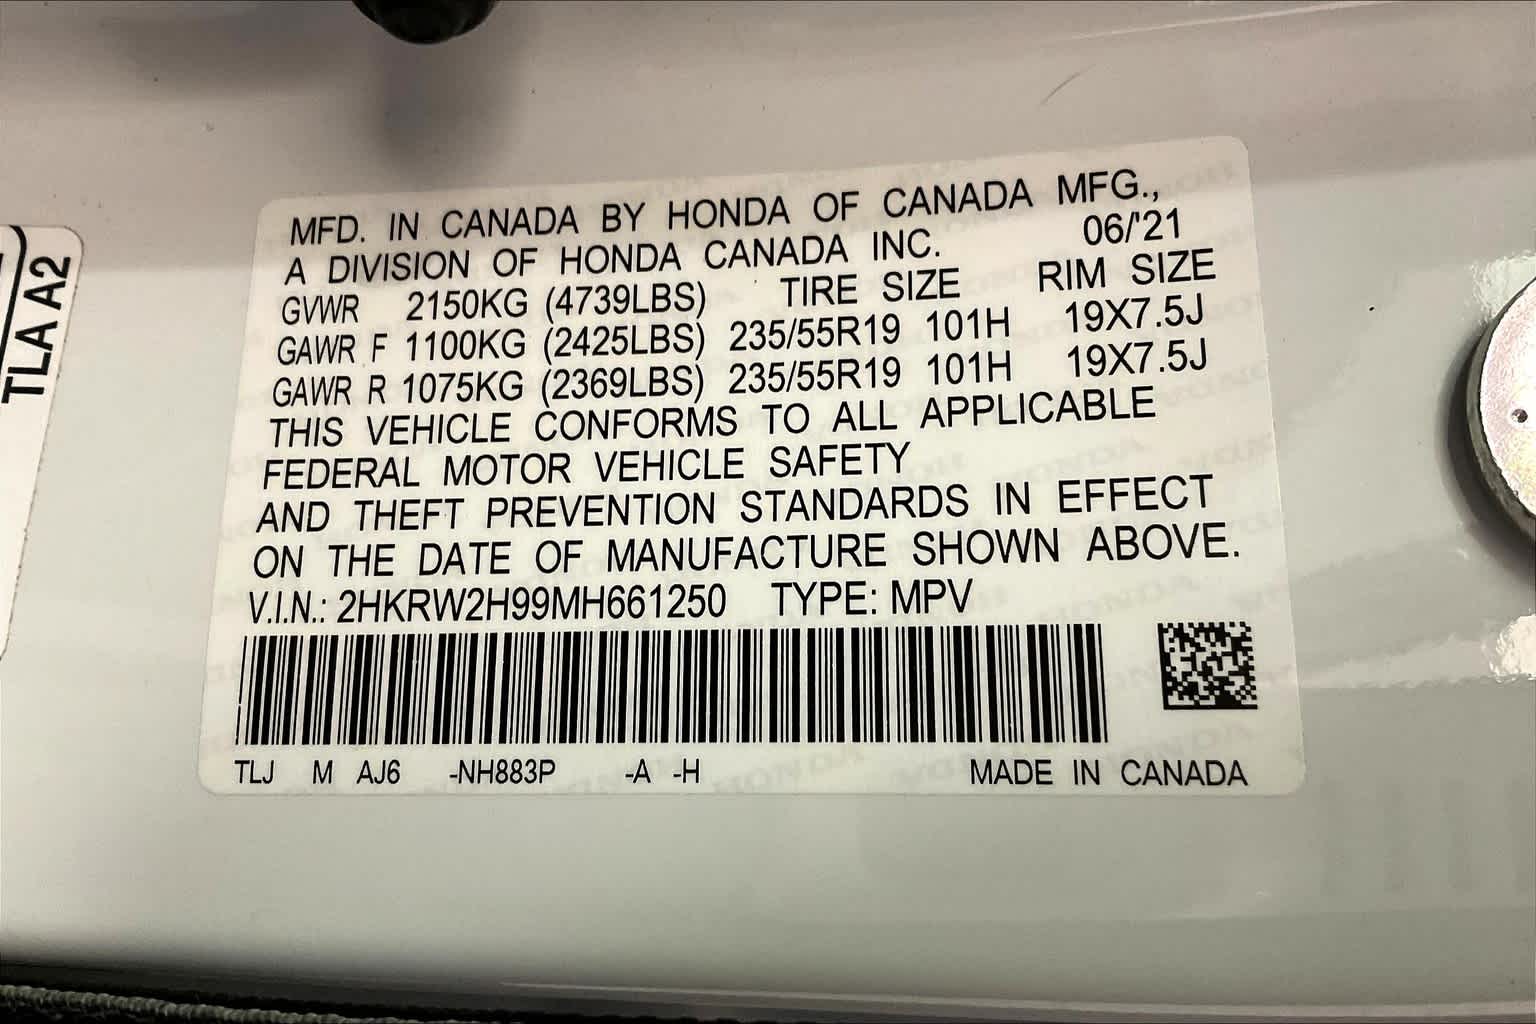 MFD. IN CANADA BY HONDA OF CANADA MFG.,
A DIVISION OF HONDA CANADA INC. 06/'21
GVWR 2150KG (4739LBS) TIRE SIZE RIM SIZE
GAWR F 1100KG (2425LBS) 235/55R19 101H 19X7.5J
GAWR R 1075KG (2369LBS) 235/55R19 101H 19X7.5J
THIS VEHICLE CONFORMS TO ALL APPLICABLE
FEDERAL MOTOR VEHICLE SAFETY
AND THEFT PREVENTION STANDARDS IN EFFECT
ON THE DATE OF MANUFACTURE SHOWN ABOVE.
V.I.N.: 2HKRW2H99MH661250 TYPE: MPV
TLJ M AJ6 -NH883P -A -H MADE IN CANADA
TLA A2